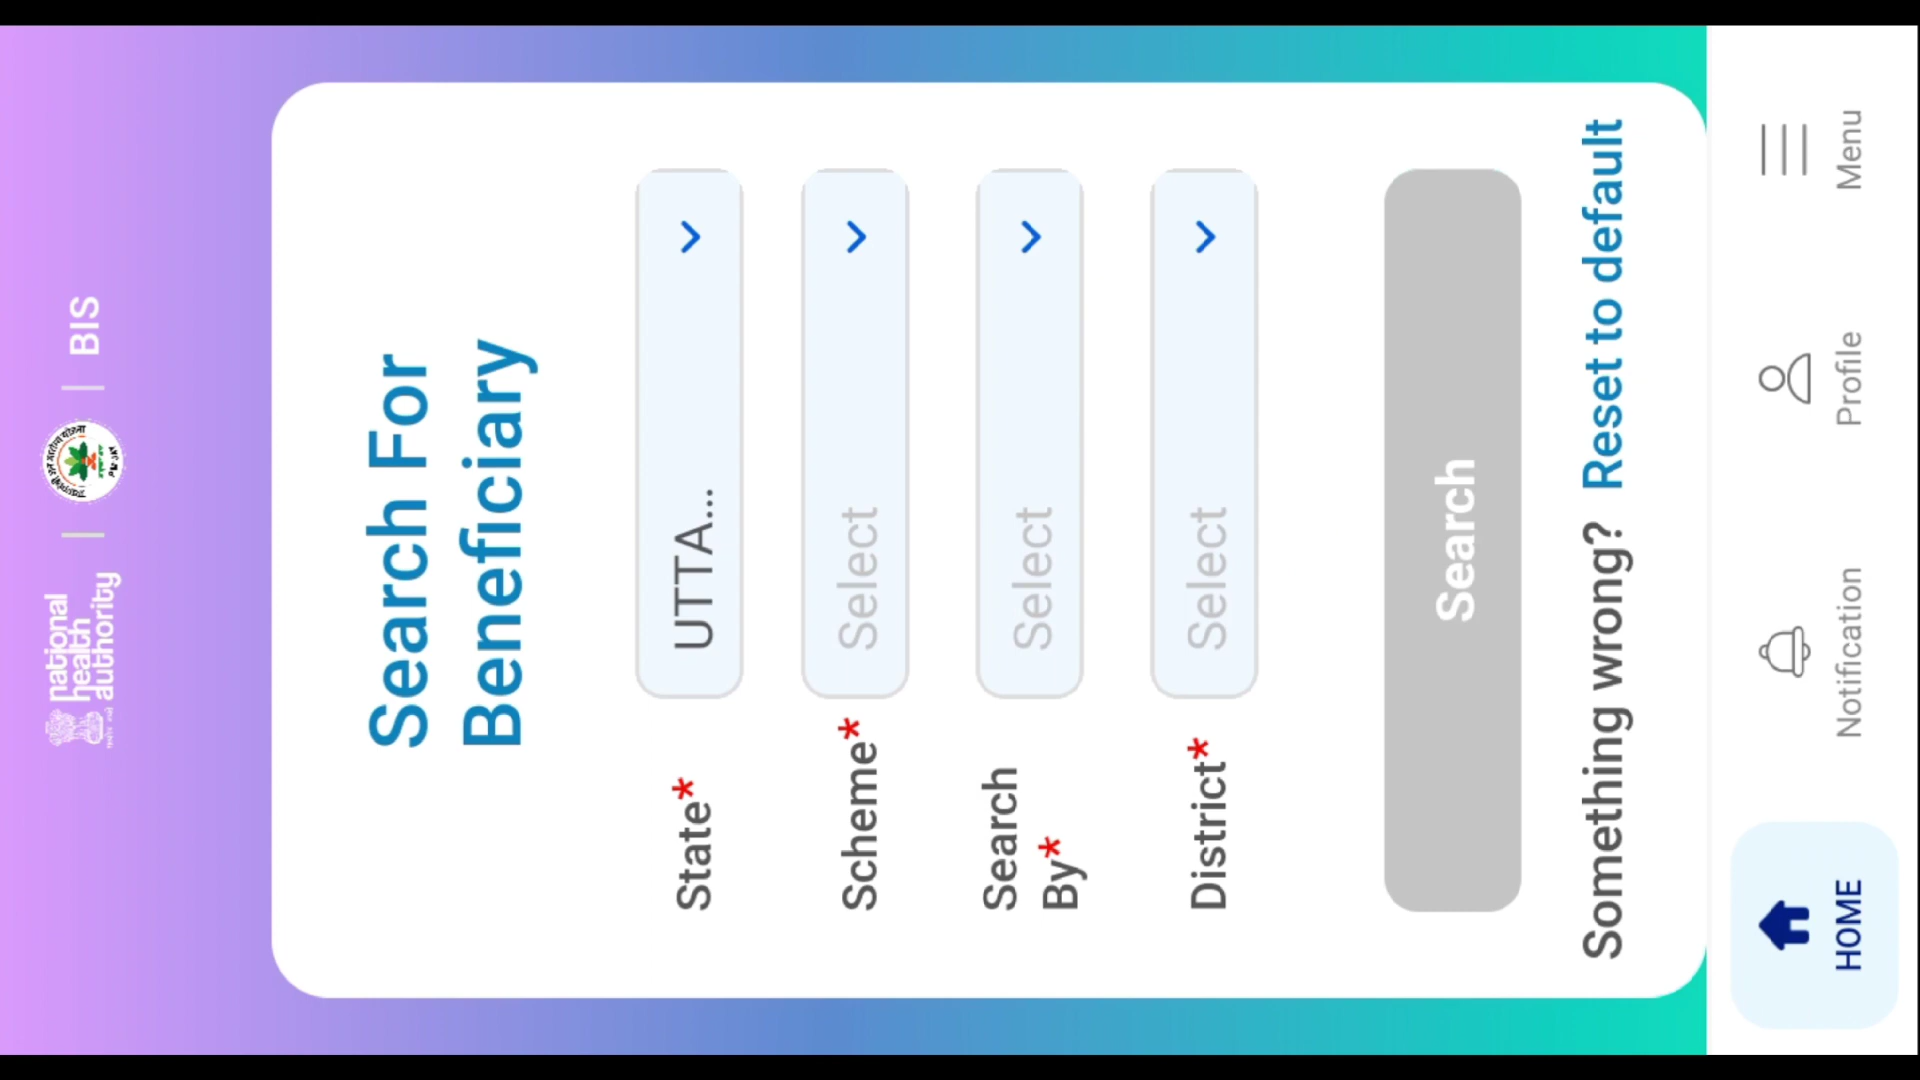 national
health
authority
BIS
Search For
Beneficiary
State*
UTTA...
Scheme*
Select
Search
By*
Select
District*
Select
Search
Something wrong? Reset to default
HOME
Notification
Profile
Menu